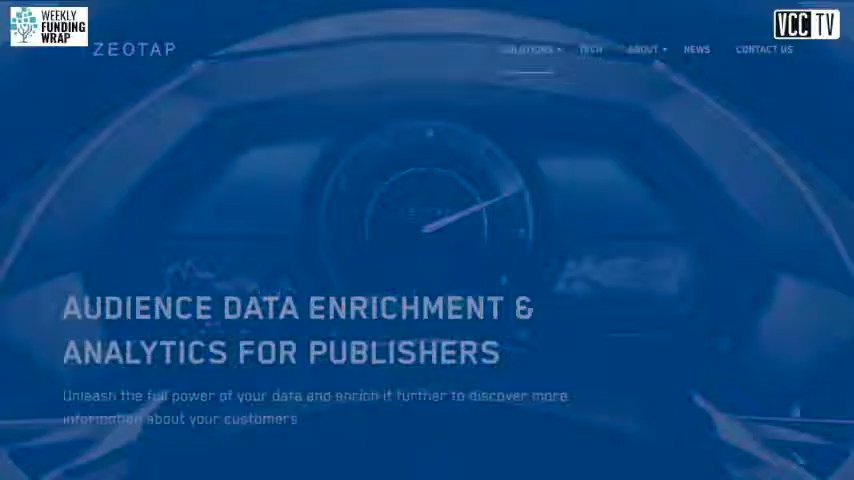 WEEKLY
FUNDING
WRAP
VCC TV
ZEOTAP
SOLUTIONS TECH ABOUT NEWS CONTACT US
AUDIENCE DATA ENRICHMENT &
ANALYTICS FOR PUBLISHERS
Unleash the full power of your data and enrich it further to discover more
information about your customers